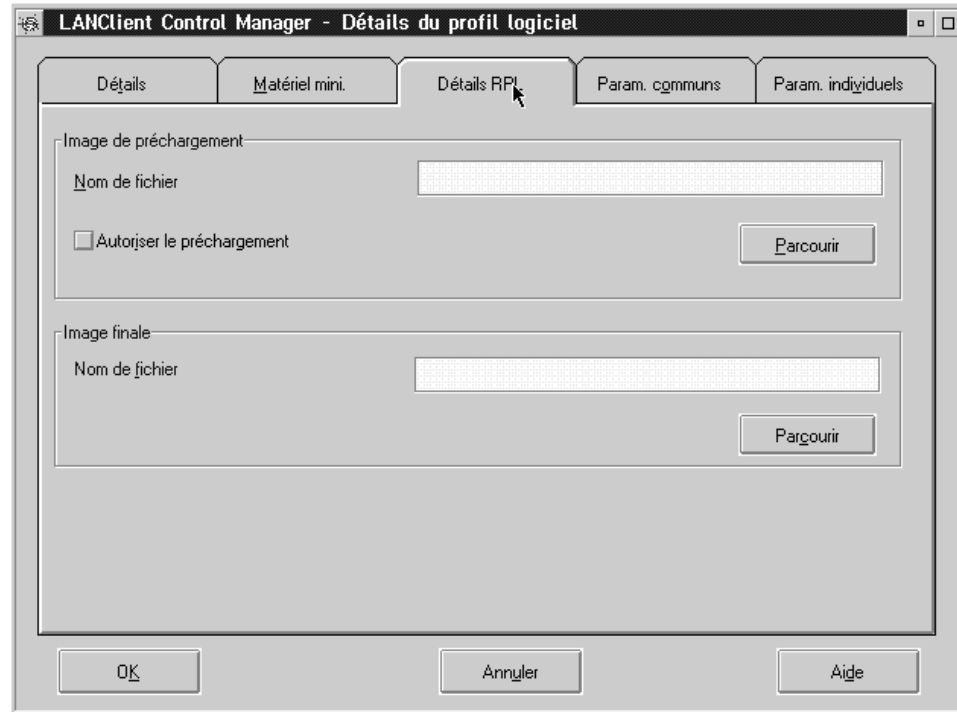 LANClient Control Manager - Détails du profil logiciel
Détails Matériel mini. Détails RPL Param. communs Param. individuels
Image de préchargement
Nom de fichier
Autoriser le préchargement
Parcourir
Image finale
Nom de fichier
Parcourir
OK Annuler Aide